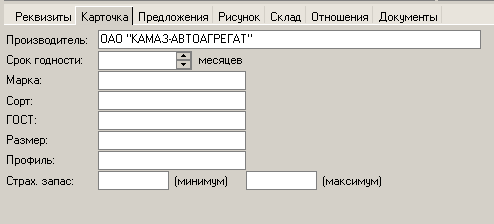 Реквизиты Карточка Предложения Рисунок Склад Отношения Документы
Производитель: ОАО "КАМАЗ-АВТОАГРЕГАТ"
Срок годности: месяцев
Марка:
Сорт:
ГОСТ:
Размер:
Профиль:
Страх. запас: (минимум) (максимум)